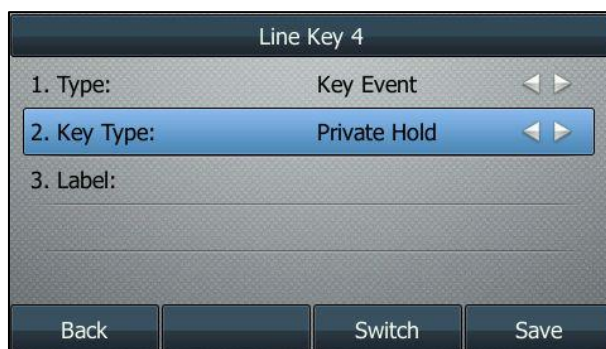 Line Key 4
1. Type: Key Event
2. Key Type: Private Hold
3. Label:
Back Switch Save